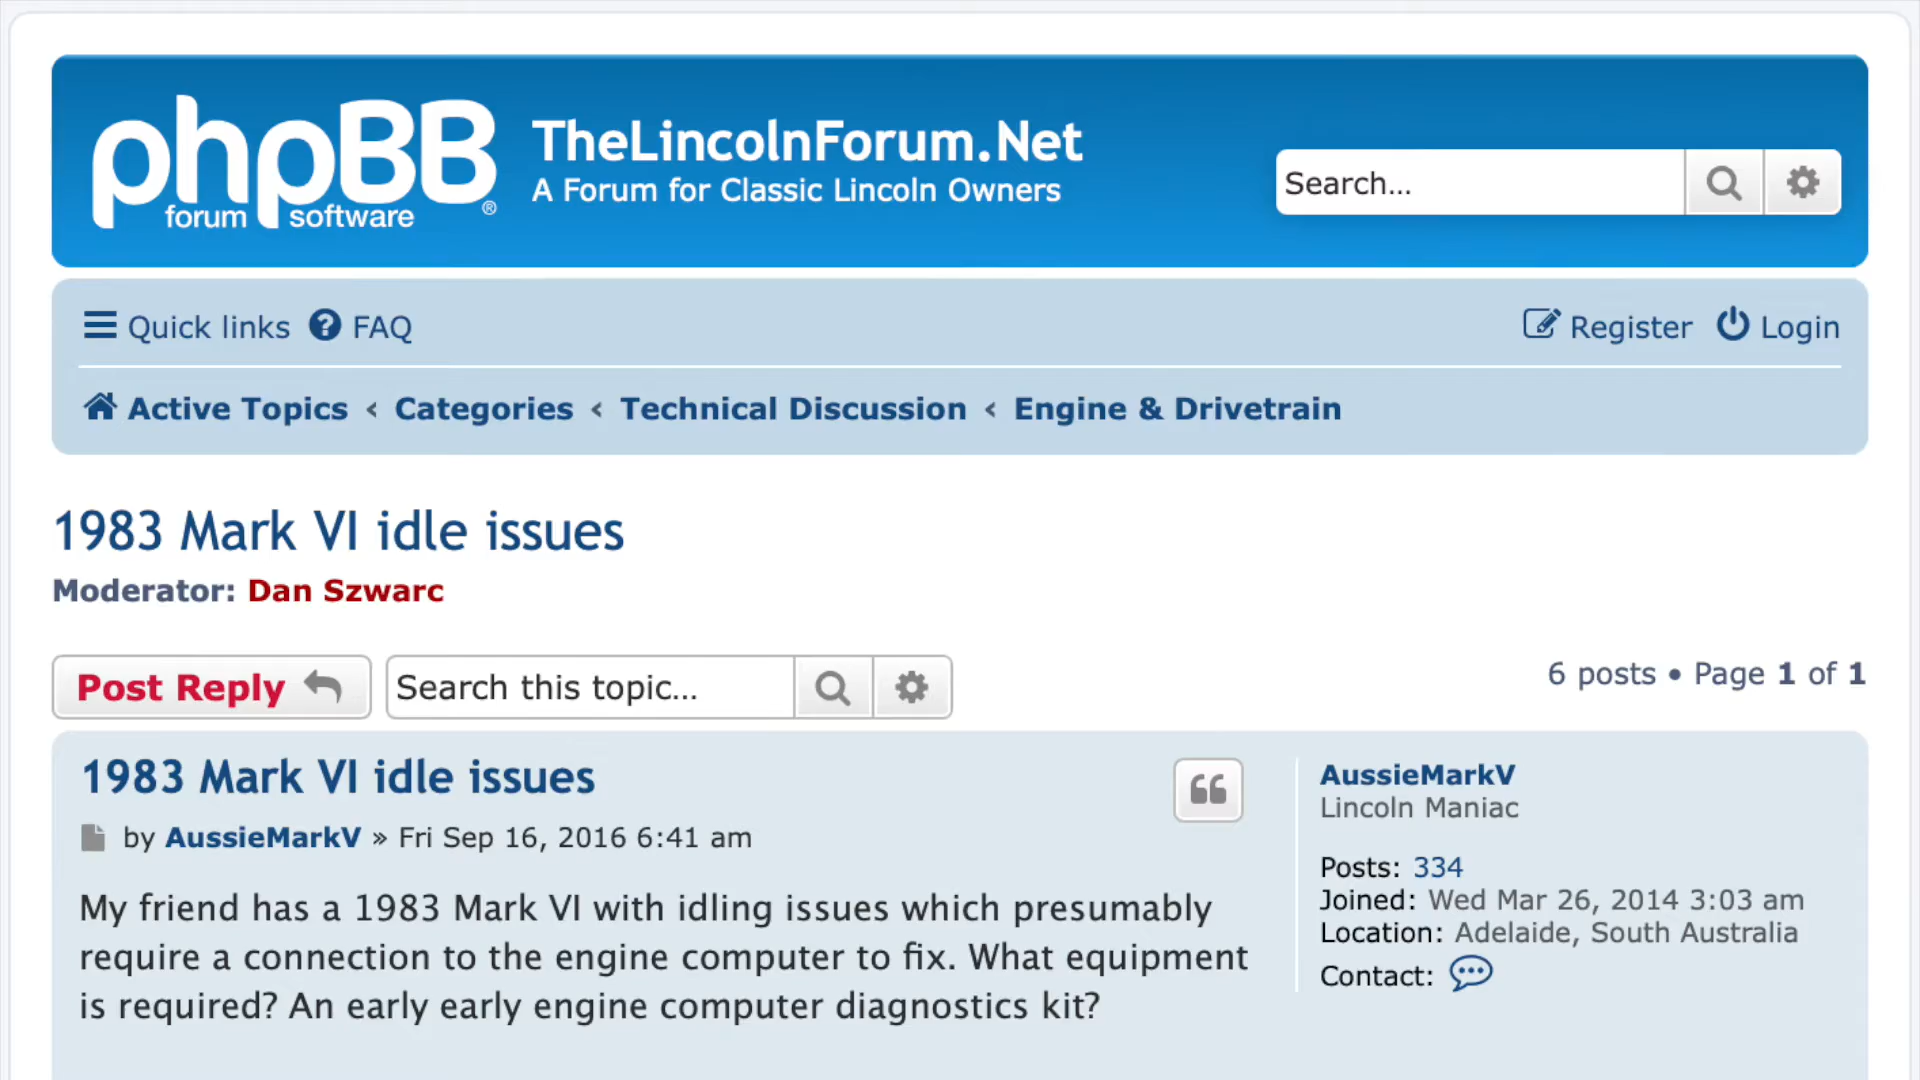 phpBB®
forum software
TheLincolnForum.Net
A Forum for Classic Lincoln Owners
Search…
Quick links FAQ
Register Login
Active Topics ‹ Categories ‹ Technical Discussion ‹ Engine & Drivetrain
1983 Mark VI idle issues
Moderator: Dan Szwarc
Post Reply
Search this topic…
6 posts • Page 1 of 1
1983 Mark VI idle issues
by AussieMarkV » Fri Sep 16, 2016 6:41 am
My friend has a 1983 Mark VI with idling issues which presumably
require a connection to the engine computer to fix. What equipment
is required? An early early engine computer diagnostics kit?
AussieMarkV
Lincoln Maniac
Posts: 334
Joined: Wed Mar 26, 2014 3:03 am
Location: Adelaide, South Australia
Contact: